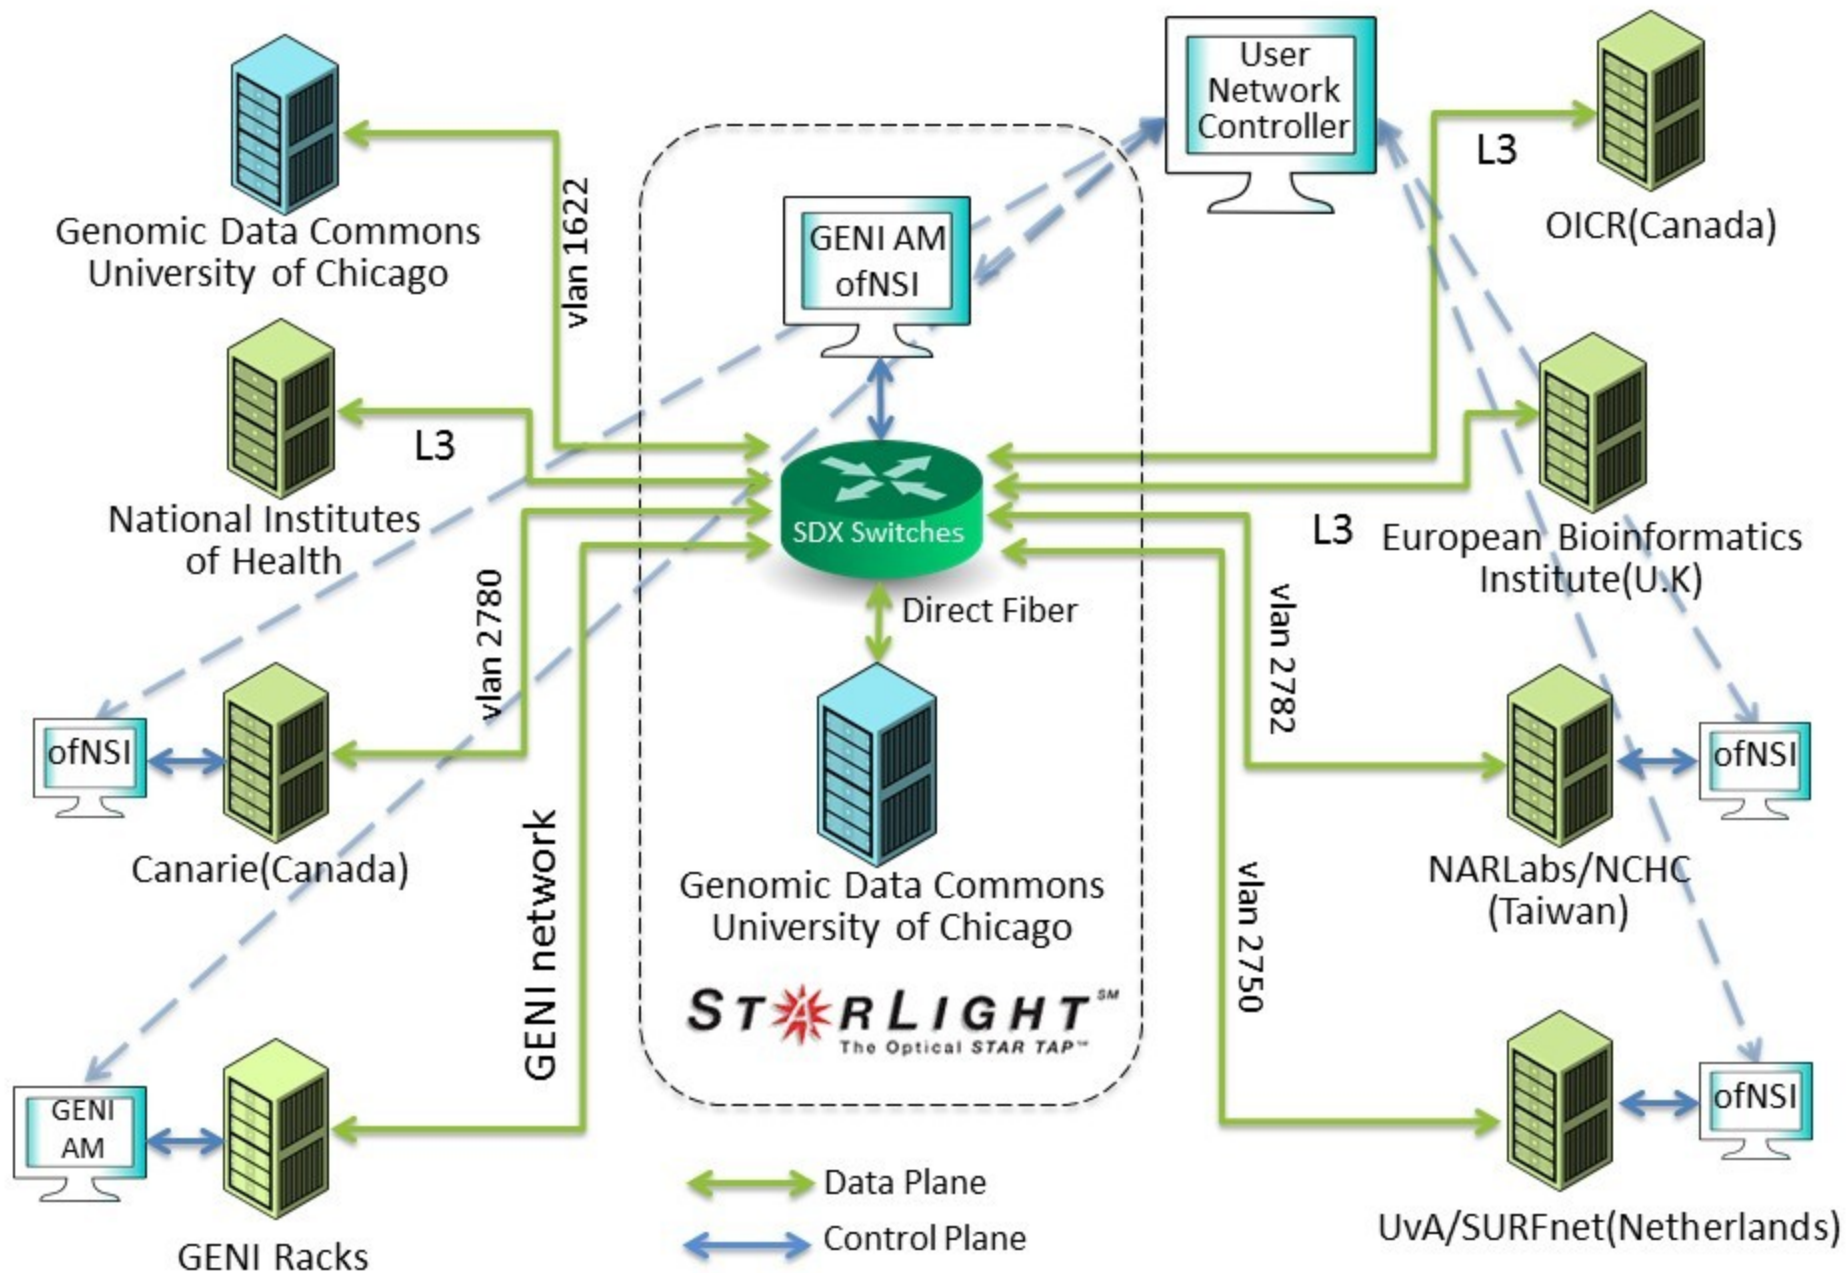 User
Network
Controller
Genomic Data Commons
University of Chicago
vlan 1622
GENI AM
ofNSI
L3
OICR(Canada)
National Institutes
of Health
L3
SDX Switches
L3
European Bioinformatics
Institute(U.K)
Direct Fiber
vlan 2780
vlan 2782
ofNSI
Canarie(Canada)
ofNSI
NARLabs/NCHC
(Taiwan)
Genomic Data Commons
University of Chicago
GENI network
vlan 2750
STARLIGHT SM
The Optical STAR TAP™
GENI
AM
GENI Racks
ofNSI
UvA/SURFnet(Netherlands)
Data Plane
Control Plane